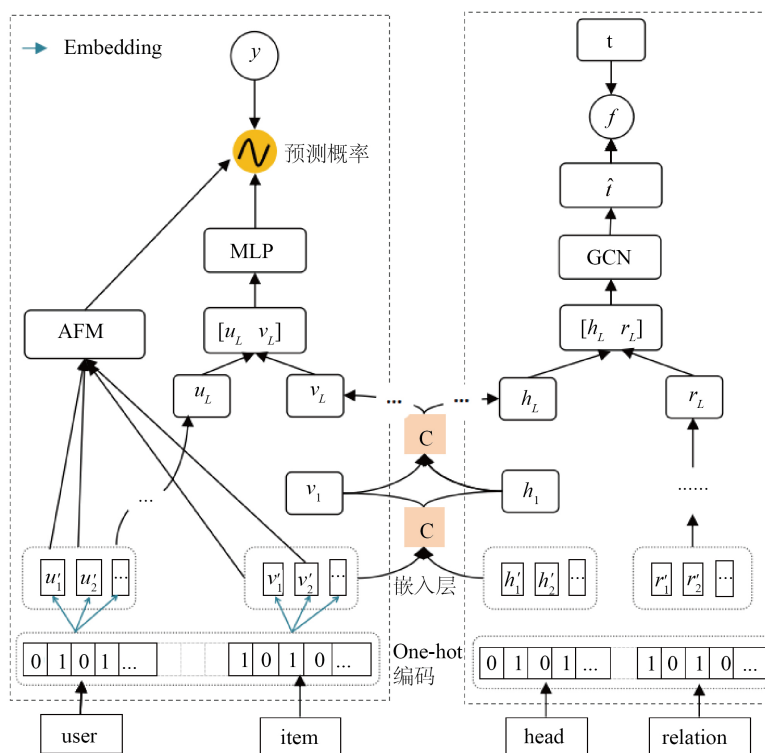 Embedding
y
t
f
预测概率
t̂
MLP
GCN
AFM
[u_L v_L]
[h_L r_L]
u_L
v_L
...
...
h_L
r_L
C
...
v_1
h_1
......
C
u′_1 u′_2 ...
v′_1 v′_2 ...
嵌入层
h′_1 h′_2 ...
r′_1 r′_2 ...
0 1 0 1 ...
1 0 1 0 ...
One-hot
编码
0 1 0 1 ...
1 0 1 0 ...
user
item
head
relation